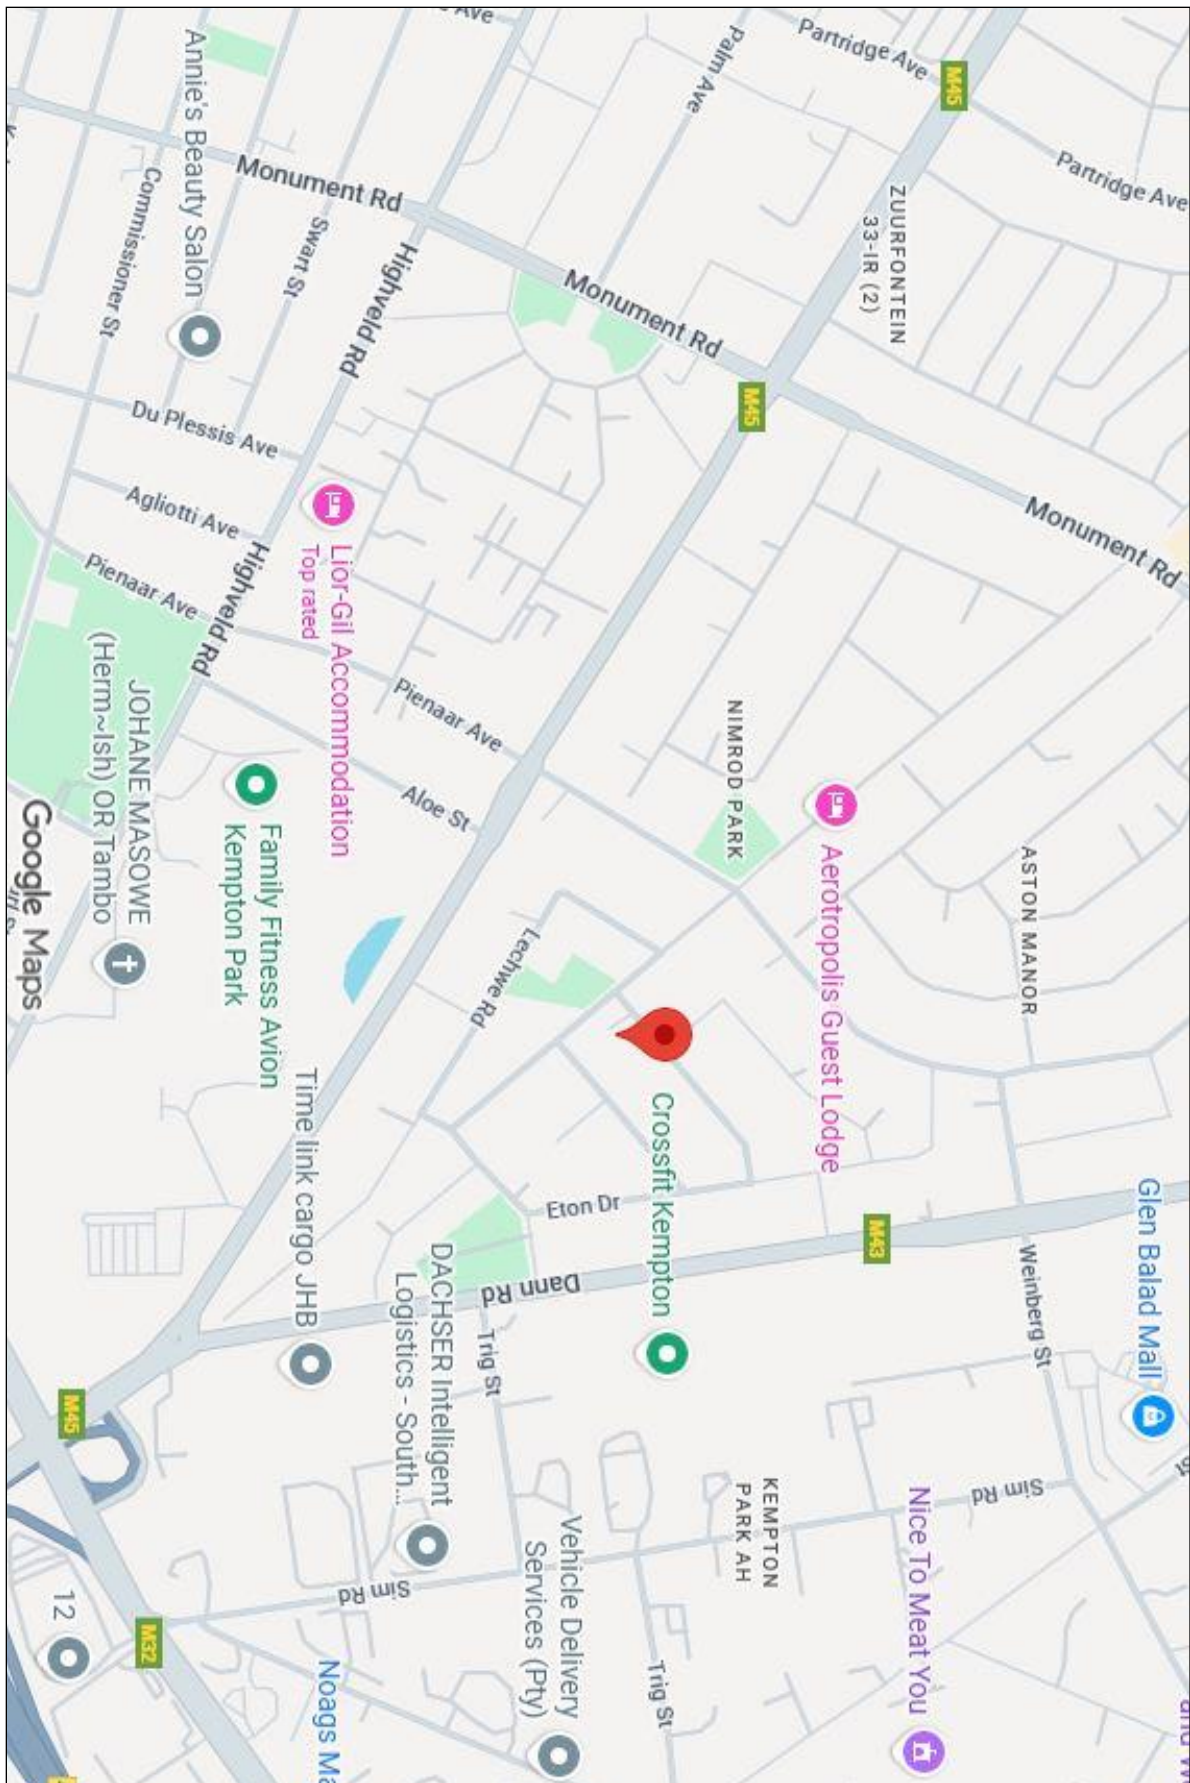 Glen Balad Mall
Partridge Ave
Monument Rd
Weinberg St
Partridge Ave
M45
ZUURFONTEIN
33-IR (2)
ASTON MANOR
Sim Rd
Nice To Meat You
M43
Aerotropolis Guest Lodge
M45
NIMROD PARK
KEMPTON
PARK AH
Palm Ave
Monument Rd
Crossfit Kempton
Trig St
Eton Dr
Dann Rd
Vehicle Delivery
Services (Pty)
Lechwe Rd
Trig St
Pienaar Ave
Aloe St
DACHSER Intelligent
Logistics - South...
Sim Rd
Ave
Highveld Rd
Monument Rd
Lior-Gil Accommodation
Top rated
Time link cargo JHB
Noags Ma
Swart St
Family Fitness Avion
Kempton Park
Highveld Rd
Annie's Beauty Salon
Du Plessis Ave
Agliotti Ave
Pienaar Ave
Commissioner St
JOHANE MASOWE
(Herm~Ish) OR Tambo
M32
M45
12
Google Maps